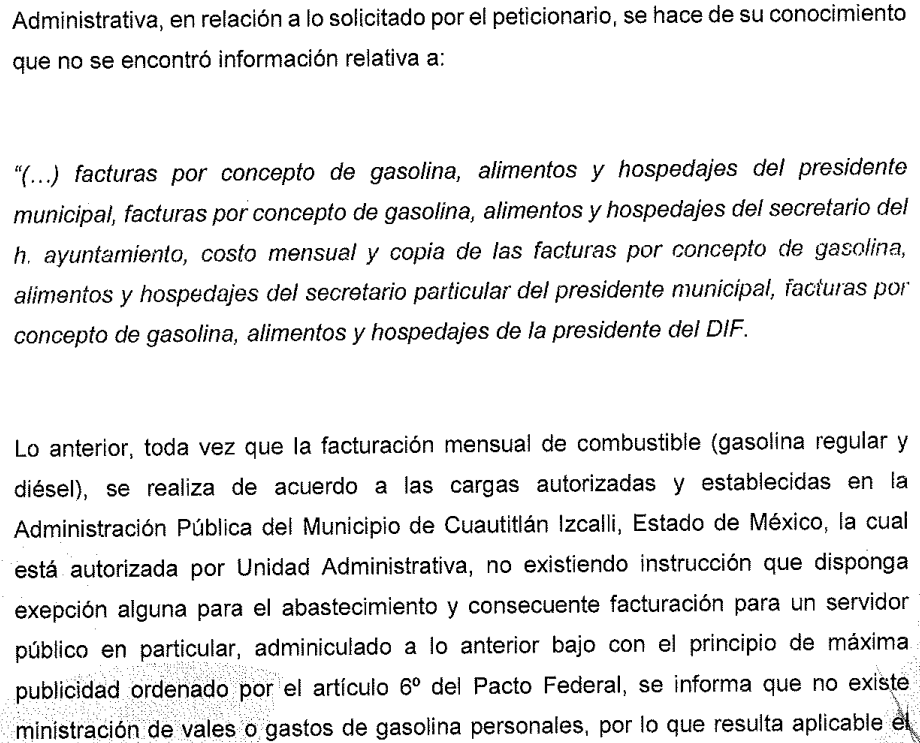 Administrativa, en relación a lo solicitado por el peticionario, se hace de su conocimiento
que no se encontró información relativa a:
“(…) facturas por concepto de gasolina, alimentos y hospedajes del presidente
municipal, facturas por concepto de gasolina, alimentos y hospedajes del secretario del
h. ayuntamiento, costo mensual y copia de las facturas por concepto de gasolina,
alimentos y hospedajes del secretario particular del presidente municipal, facturas por
concepto de gasolina, alimentos y hospedajes de la presidente del DIF.
Lo anterior, toda vez que la facturación mensual de combustible (gasolina regular y
diésel), se realiza de acuerdo a las cargas autorizadas y establecidas en la
Administración Pública del Municipio de Cuautitlán Izcalli, Estado de México, la cual
está autorizada por Unidad Administrativa, no existiendo instrucción que disponga
exepción alguna para el abastecimiento y consecuente facturación para un servidor
público en particular, adminiculado a lo anterior bajo con el principio de máxima
publicidad ordenado por el artículo 6º del Pacto Federal, se informa que no existe
ministración de vales o gastos de gasolina personales, por lo que resulta aplicable el